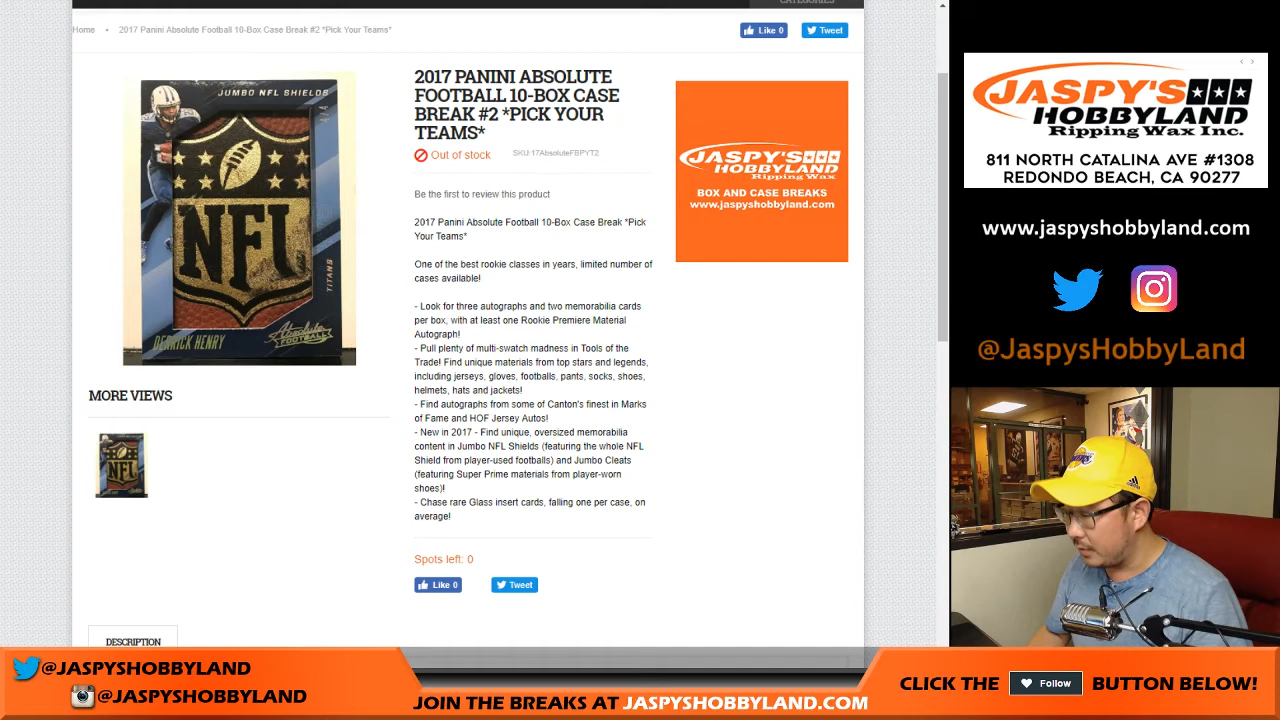 CATEGORIES
Home • 2017 Panini Absolute Football 10-Box Case Break #2 *Pick Your Teams*
Like 0
Tweet
JUMBO NFL SHIELDS
NFL
TITANS
DERRICK HENRY
Absolute
FOOTBALL
MORE VIEWS
NFL
2017 PANINI ABSOLUTE
FOOTBALL 10-BOX CASE
BREAK #2 *PICK YOUR
TEAMS*
Out of stock
SKU:17AbsoluteFBPYT2
Be the first to review this product
2017 Panini Absolute Football 10-Box Case Break *Pick
Your Teams*
One of the best rookie classes in years, limited number of
cases available!
- Look for three autographs and two memorabilia cards
per box, with at least one Rookie Premiere Material
Autograph!
- Pull plenty of multi-swatch madness in Tools of the
Trade! Find unique materials from top stars and legends,
including jerseys, gloves, footballs, pants, socks, shoes,
helmets, hats and jackets!
- Find autographs from some of Canton's finest in Marks
of Fame and HOF Jersey Autos!
- New in 2017 - Find unique, oversized memorabilia
content in Jumbo NFL Shields (featuring the whole NFL
Shield from player-used footballs) and Jumbo Cleats
(featuring Super Prime materials from player-worn
shoes)!
- Chase rare Glass insert cards, falling one per case, on
average!
Spots left: 0
Like 0
Tweet
DESCRIPTION
JASPY'S
HOBBYLAND
Ripping Wax
BOX AND CASE BREAKS
www.jaspyshobbyland.com
JASPY'S
HOBBYLAND
Ripping Wax Inc.
811 NORTH CATALINA AVE #1308
REDONDO BEACH, CA 90277
www.jaspyshobbyland.com
@JaspysHobbyLand
@JASPYSHOBBYLAND
@JASPYSHOBBYLAND
JOIN THE BREAKS AT JASPYSHOBBYLAND.COM
CLICK THE Follow BUTTON BELOW!